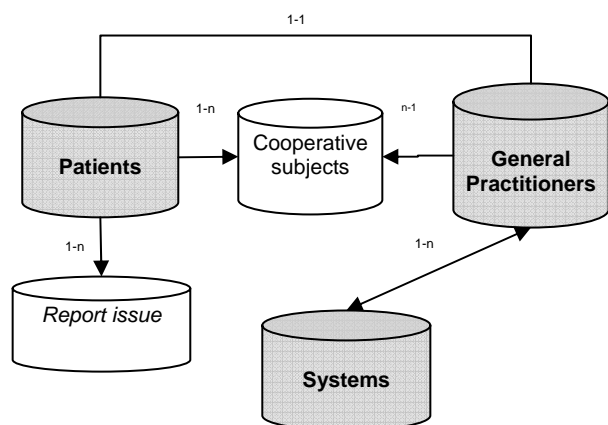 1-1
1-n
n-1
Patients
Cooperative
subjects
General
Practitioners
1-n
1-n
Report issue
Systems